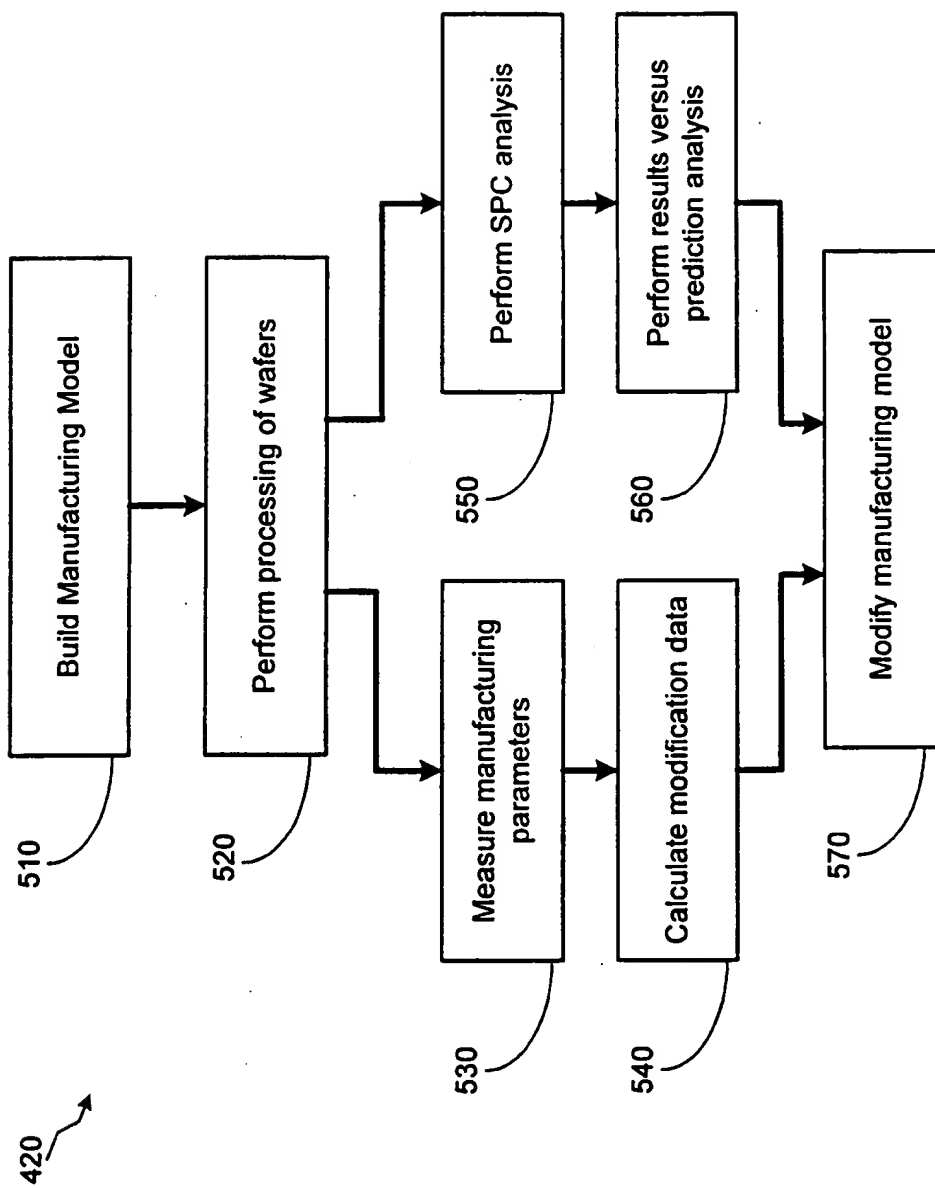 420
510
Build Manufacturing Model
520
Perform processing of wafers
530
Measure manufacturing
parameters
550
Perform SPC analysis
540
Calculate modification data
560
Perform results versus
prediction analysis
570
Modify manufacturing model